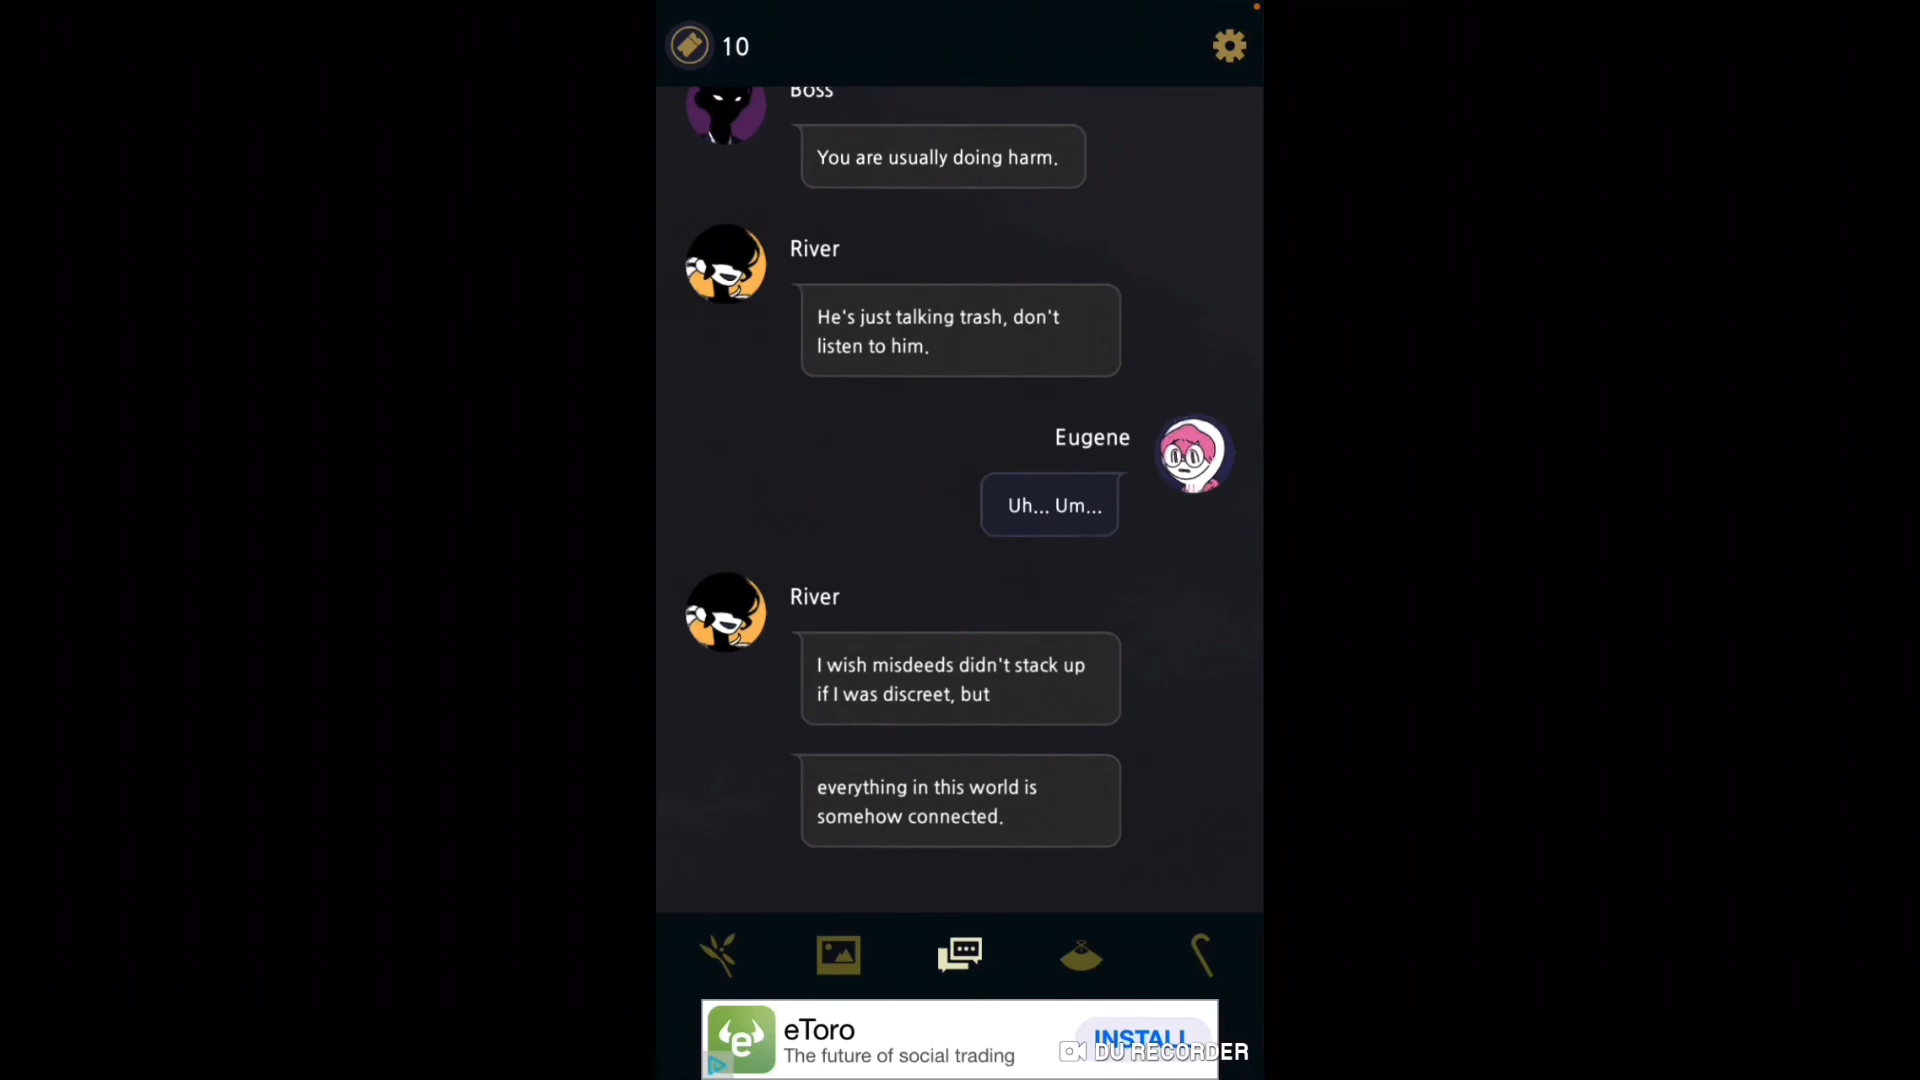 10
Boss
You are usually doing harm.
River
He's just talking trash, don't
listen to him.
Eugene
Uh... Um...
River
I wish misdeeds didn't stack up
if I was discreet, but
everything in this world is
somehow connected.
eToro
The future of social trading
INSTALL
DU RECORDER